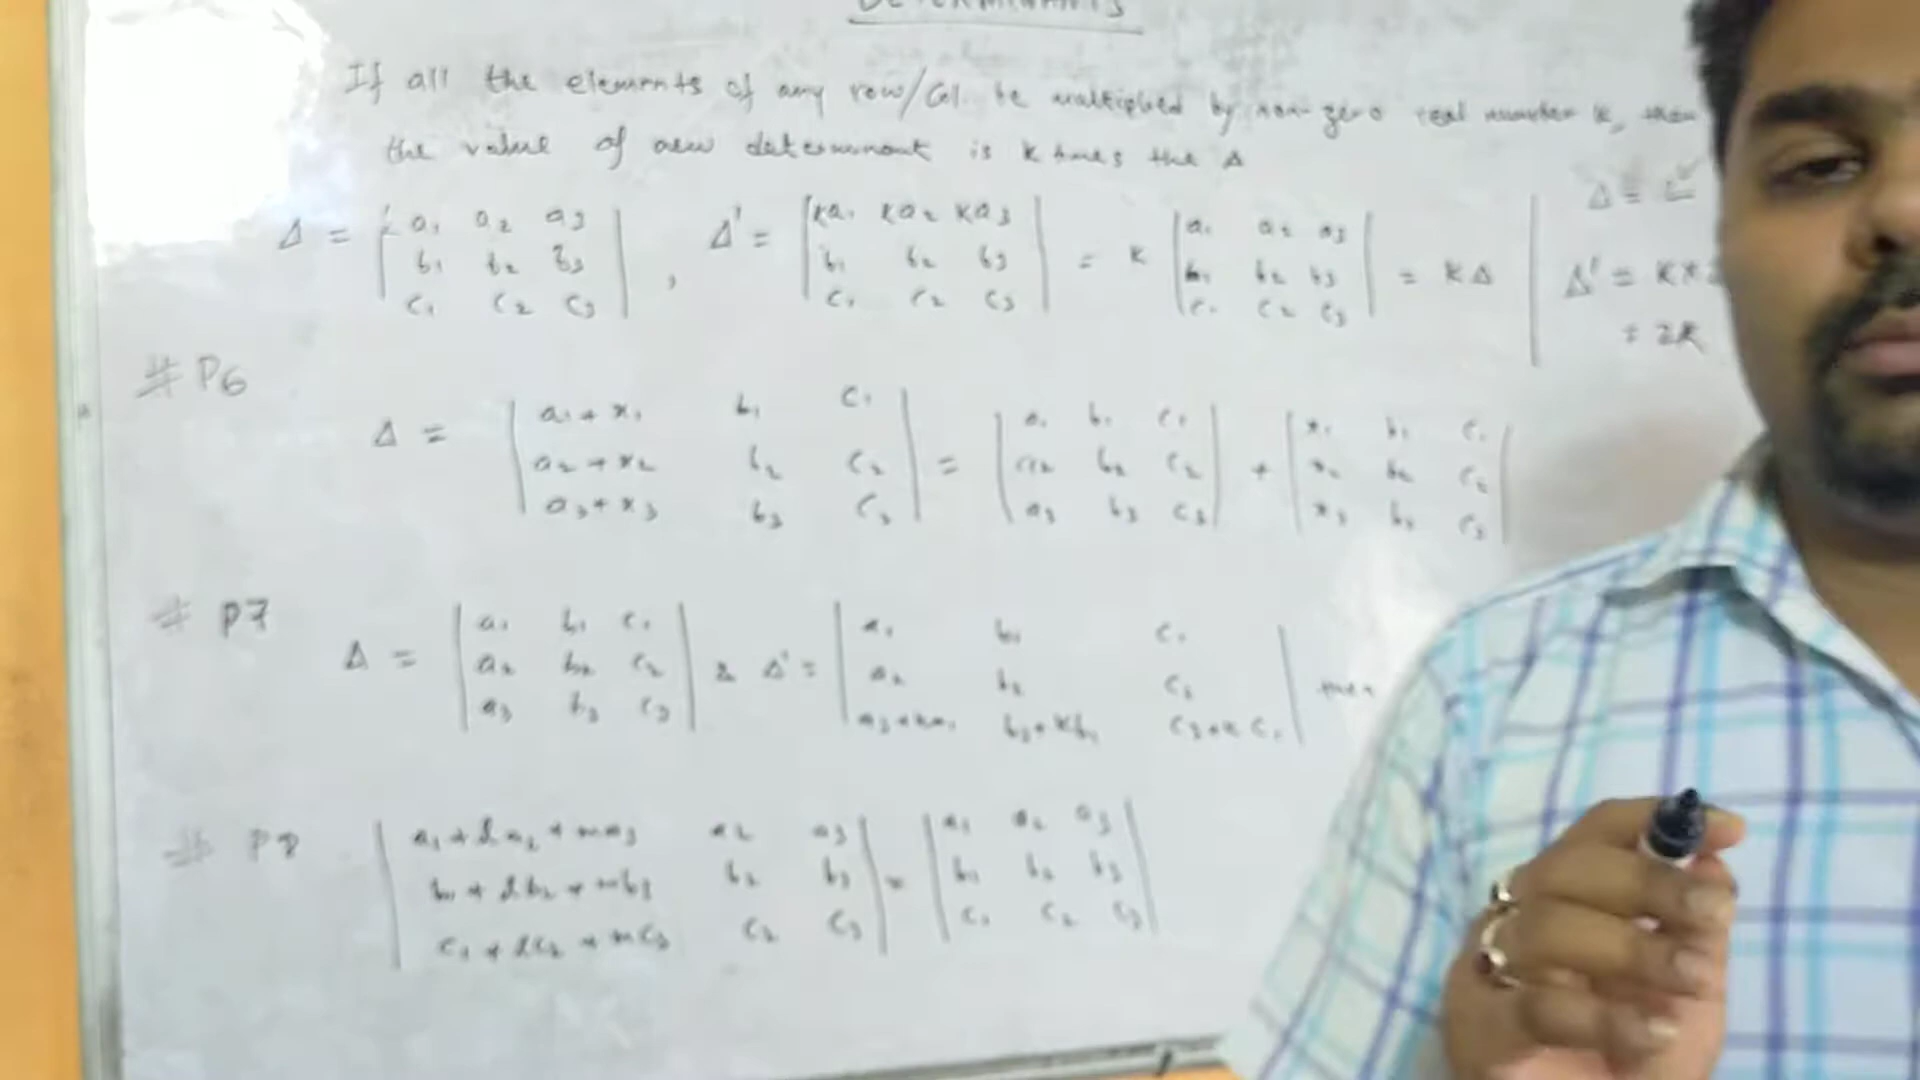 Determinants
If all the elements of any row/Col. be multiplied by non-zero real number k, then
the value of new determinant is k times the Δ
Δ = | a₁ a₂ a₃ | , Δ' = | ka₁ ka₂ ka₃ | = k | a₁ a₂ a₃ | = kΔ | Δ = 2
b₁ b₂ b₃ b₁ b₂ b₃ b₁ b₂ b₃ Δ' = k×2
c₁ c₂ c₃ c₁ c₂ c₃ c₁ c₂ c₃ = 2k
# P6
Δ = | a₁+x₁ b₁ c₁ | = | a₁ b₁ c₁ | + | x₁ b₁ c₁ |
a₂+x₂ b₂ c₂ a₂ b₂ c₂ x₂ b₂ c₂
a₃+x₃ b₃ c₃ a₃ b₃ c₃ x₃ b₃ c₃
# P7
Δ = | a₁ b₁ c₁ | & Δ' = | a₁ b₁ c₁ | then
a₂ b₂ c₂ a₂ b₂ c₂
a₃ b₃ c₃ a₃+ka₁ b₃+kb₁ c₃+kc₁
# P8
| a₁+la₂+ma₃ a₂ a₃ | = | a₁ a₂ a₃ |
b₁+lb₂+mb₃ b₂ b₃ b₁ b₂ b₃
c₁+lc₂+mc₃ c₂ c₃ c₁ c₂ c₃